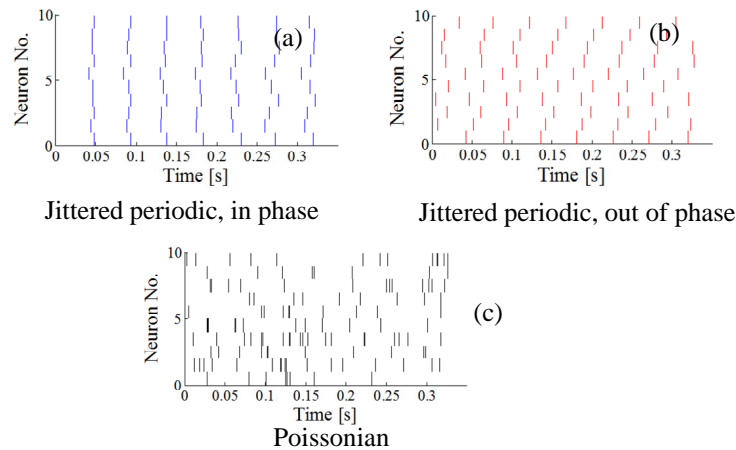 (a)
Neuron No.
10
5
0
0 0.05 0.1 0.15 0.2 0.25 0.3
Time [s]
Jittered periodic, in phase
(b)
Neuron No.
10
5
0
0 0.05 0.1 0.15 0.2 0.25 0.3
Time [s]
Jittered periodic, out of phase
(c)
Neuron No.
10
5
0
0 0.05 0.1 0.15 0.2 0.25 0.3
Time [s]
Poissonian